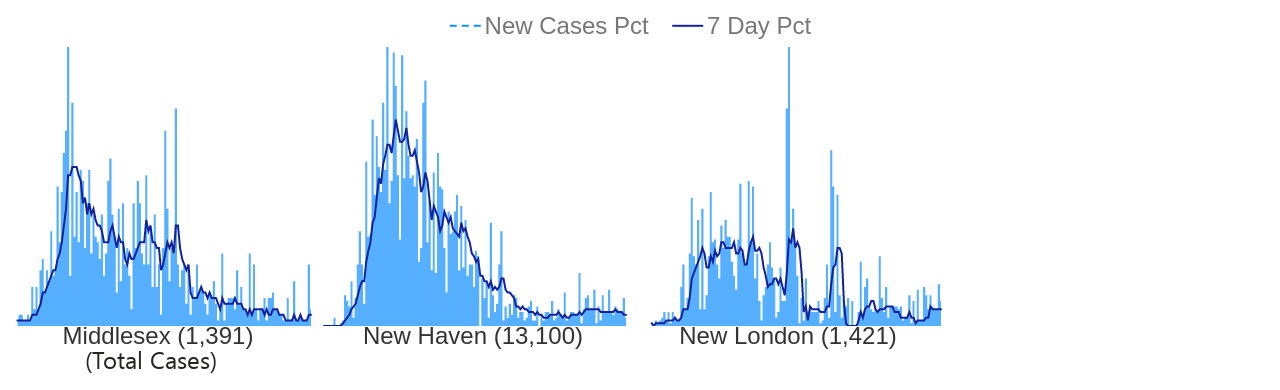 New Cases Pct 7 Day Pct
Middlesex (1,391) New Haven (13,100) New London (1,421)
(Total Cases)